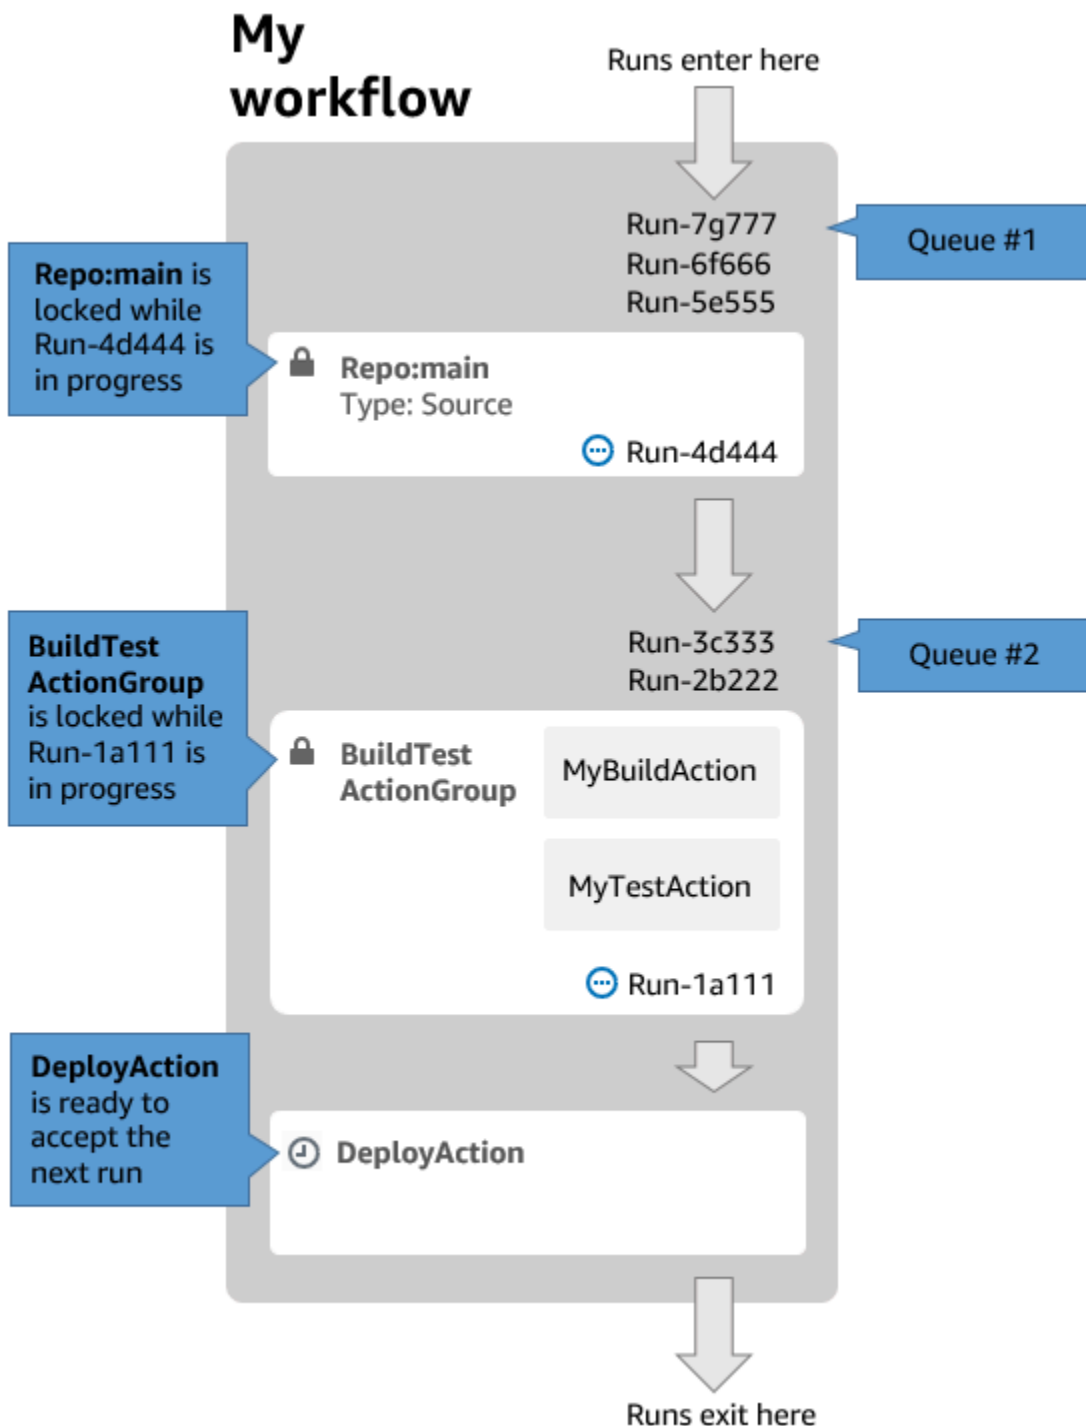 My
workflow
Runs enter here
Run-7g777
Run-6f666
Run-5e555
Queue #1
Repo:main is
locked while
Run-4d444 is
in progress
Repo:main
Type: Source
Run-4d444
Run-3c333
Run-2b222
Queue #2
BuildTest
ActionGroup
is locked while
Run-1a111 is
in progress
BuildTest
ActionGroup
MyBuildAction
MyTestAction
Run-1a111
DeployAction
is ready to
accept the
next run
DeployAction
Runs exit here